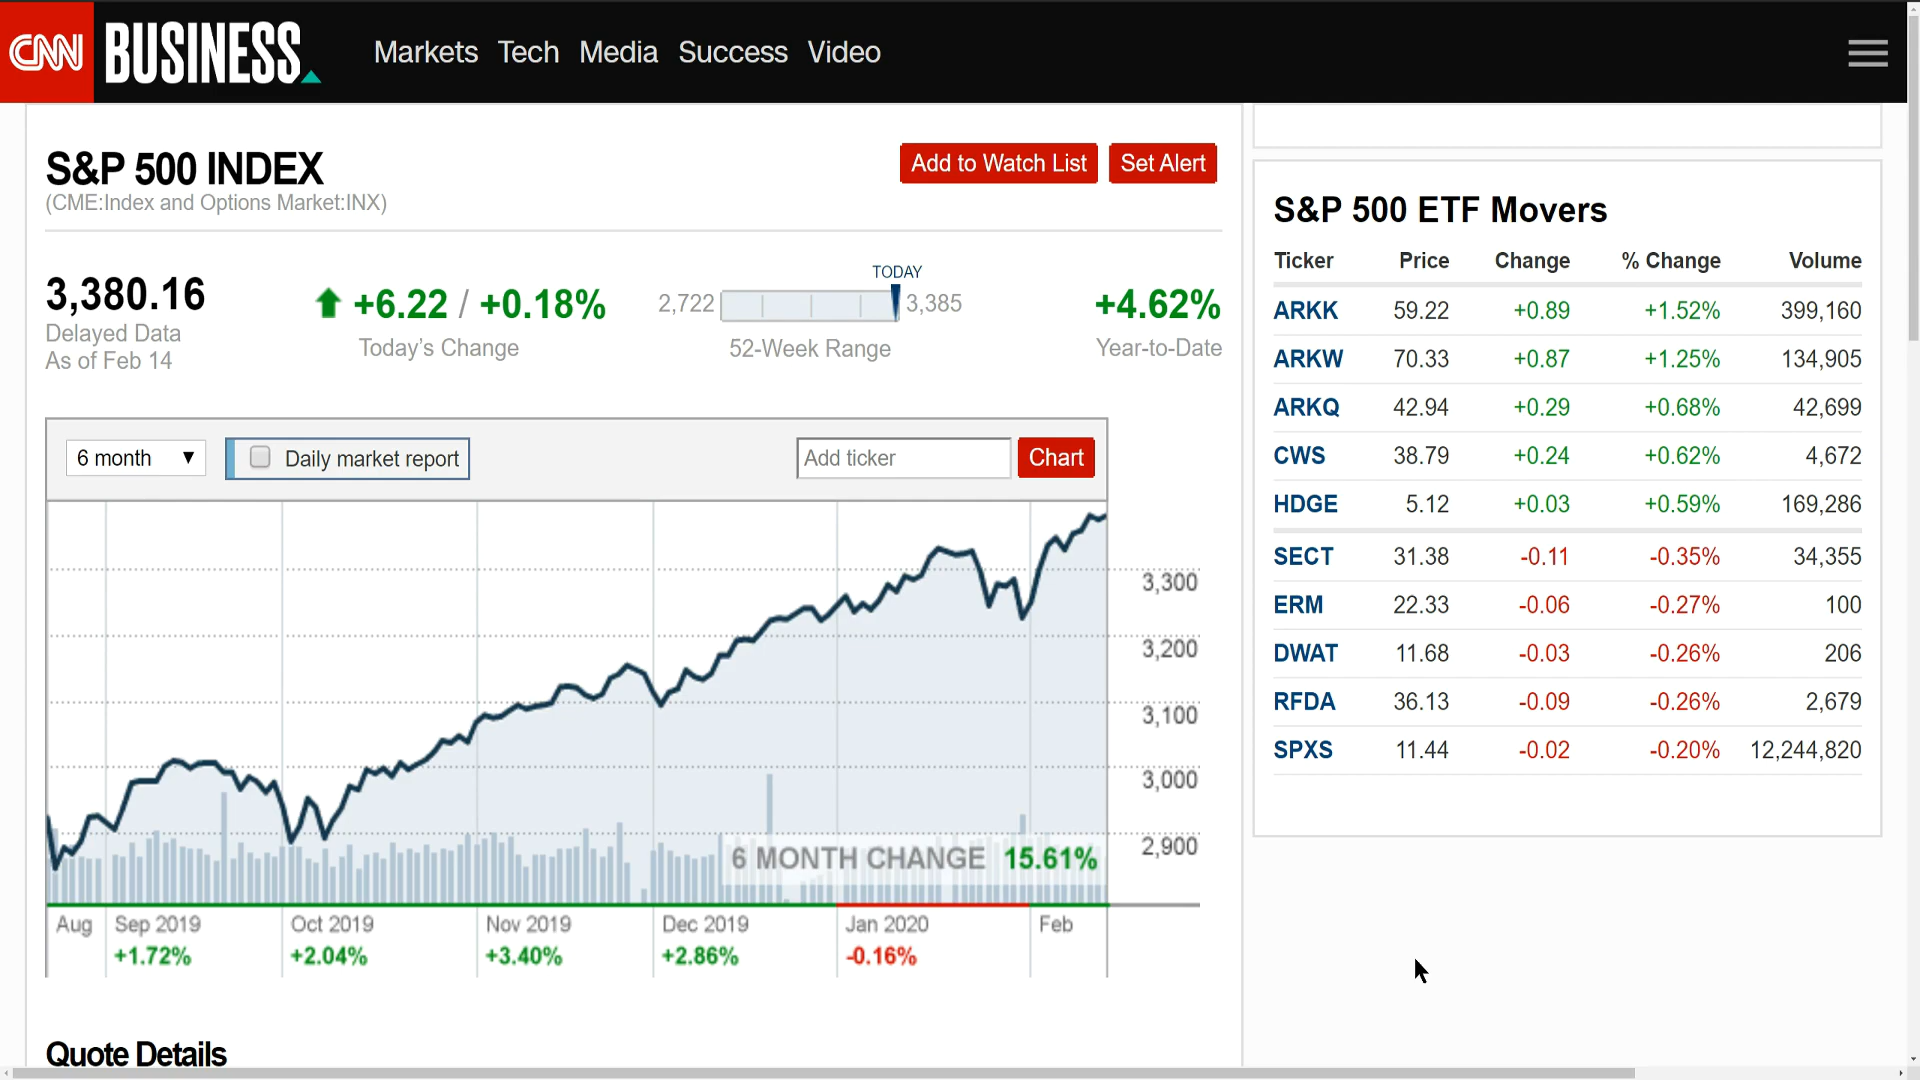 CNN BUSINESS Markets Tech Media Success Video
S&P 500 INDEX
(CME:Index and Options Market:INX)
Add to Watch List Set Alert
3,380.16
Delayed Data
As of Feb 14
+6.22 / +0.18%
Today's Change
TODAY
2,722 3,385
52-Week Range
+4.62%
Year-to-Date
6 month Daily market report Add ticker Chart
3,300
3,200
3,100
3,000
2,900
6 MONTH CHANGE 15.61%
Aug Sep 2019 Oct 2019 Nov 2019 Dec 2019 Jan 2020 Feb
+1.72% +2.04% +3.40% +2.86% -0.16%
Quote Details
S&P 500 ETF Movers
Ticker Price Change % Change Volume
ARKK 59.22 +0.89 +1.52% 399,160
ARKW 70.33 +0.87 +1.25% 134,905
ARKQ 42.94 +0.29 +0.68% 42,699
CWS 38.79 +0.24 +0.62% 4,672
HDGE 5.12 +0.03 +0.59% 169,286
SECT 31.38 -0.11 -0.35% 34,355
ERM 22.33 -0.06 -0.27% 100
DWAT 11.68 -0.03 -0.26% 206
RFDA 36.13 -0.09 -0.26% 2,679
SPXS 11.44 -0.02 -0.20% 12,244,820